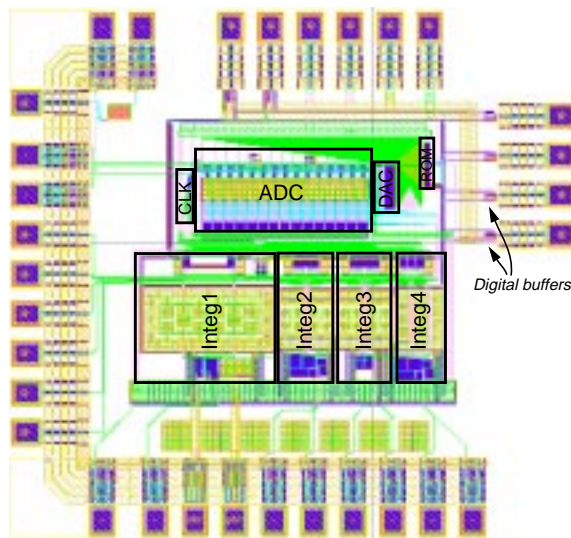 ROM
CLK
ADC
DAC
Digital buffers
Integ1
Integ2
Integ3
Integ4